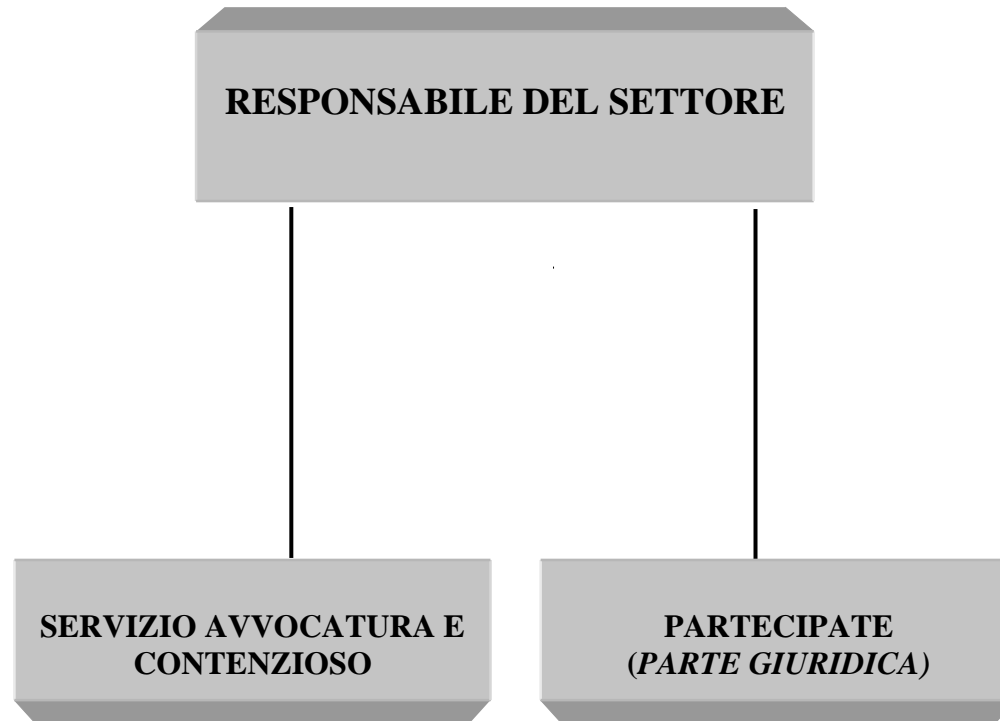 RESPONSABILE DEL SETTORE
SERVIZIO AVVOCATURA E
CONTENZIOSO
PARTECIPATE
(PARTE GIURIDICA)